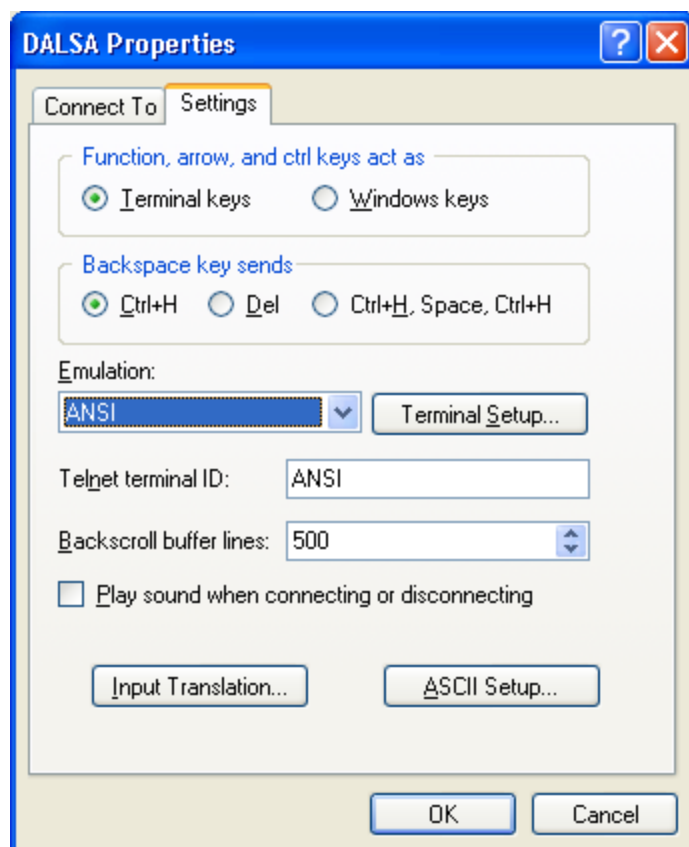 DALSA Properties
Connect To Settings
Function, arrow, and ctrl keys act as
Terminal keys Windows keys
Backspace key sends
Ctrl+H Del Ctrl+H, Space, Ctrl+H
Emulation:
ANSI Terminal Setup...
Telnet terminal ID: ANSI
Backscroll buffer lines: 500
Play sound when connecting or disconnecting
Input Translation... ASCII Setup...
OK Cancel